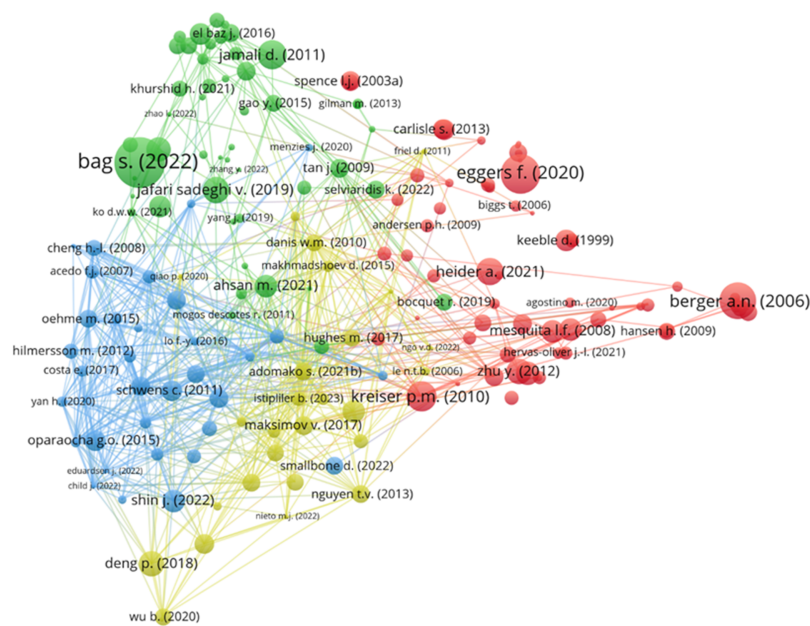 el baz j. (2016)
jamali d. (2011)
spence l.j. (2003a)
khurshid h. (2021)
gao y. (2015)
gilman m. (2013)
zhao l. (2022)
carlisle s. (2013)
menzies j. (2020)
friel d. (2011)
bag s. (2022)
zhang y. (2022)
tan j. (2009)
eggers f. (2020)
jafari sadeghi v. (2019)
selviaridis k. (2022)
ko d.w.w. (2021)
yang j. (2019)
biggs t. (2006)
andersen p.h. (2009)
cheng h.-l. (2008)
danis w.m. (2010)
keeble d. (1999)
acedo f.j. (2007)
qiao p. (2020)
makhmadshoev d. (2015)
heider a. (2021)
ahsan m. (2021)
bocquet r. (2019)
agostino m. (2020)
berger a.n. (2006)
oehme m. (2015)
mogos descotes r. (2011)
mesquita l.f. (2008)
hansen h. (2009)
hilmersson m. (2012)
lo f.-y. (2016)
hughes m. (2017)
ngo v.d. (2022)
hervas-oliver j.-l. (2021)
costa e. (2017)
adomako s. (2021b)
le n.t.b. (2006)
zhu y. (2012)
schwens c. (2011)
yan h. (2020)
istipliler b. (2023)
kreiser p.m. (2010)
maksimov v. (2017)
oparaocha g.o. (2015)
smallbone d. (2022)
eduardsen j. (2022)
child j. (2022)
shin j. (2022)
nguyen t.v. (2013)
nieto m.j. (2022)
deng p. (2018)
wu b. (2020)